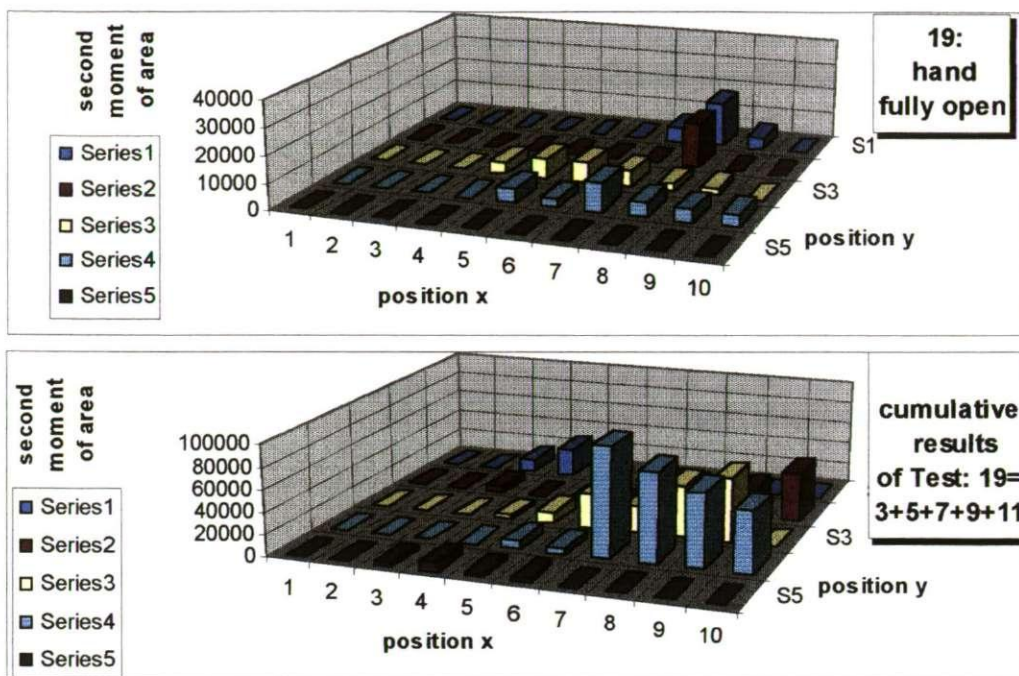 second
moment
of area
40000
30000
20000
10000
0
Series1
Series2
Series3
Series4
Series5
1 2 3 4 5 6 7 8 9 10
position x
S1
S3
S5
position y
19:
hand
fully open
second
moment
of area
100000
80000
60000
40000
20000
0
Series1
Series2
Series3
Series4
Series5
1 2 3 4 5 6 7 8 9 10
position x
S3
S5
position y
cumulative
results
of Test: 19=
3+5+7+9+11